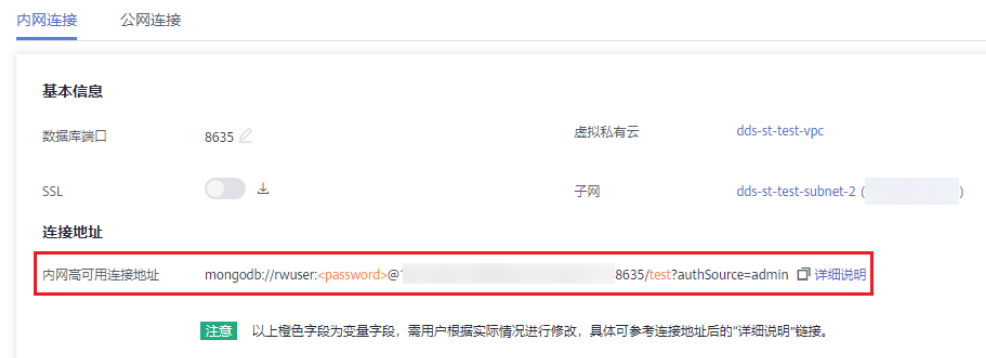 内网连接 公网连接
基本信息
数据库端口 8635 虚拟私有云 dds-st-test-vpc
SSL 子网 dds-st-test-subnet-2 ( )
连接地址
内网高可用连接地址 mongodb://rwuser:<password>@ 8635/test?authSource=admin 详细说明
注意 以上橙色字段为变量字段，需用户根据实际情况进行修改，具体可参考连接地址后的“详细说明”链接。